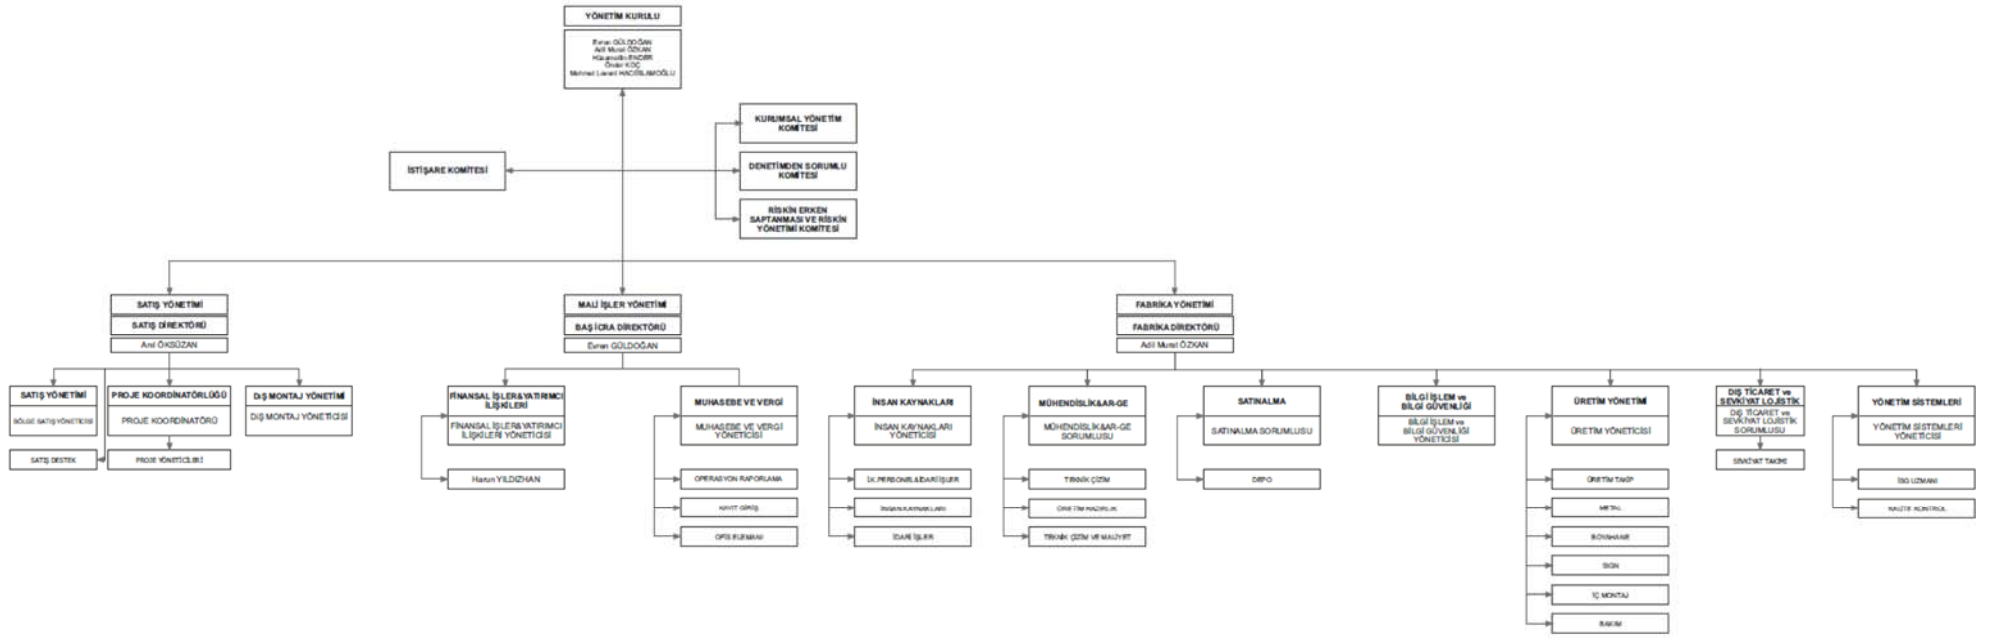 YÖNETİM KURULU
Evren GÜLDOĞAN
Adil Murat ÖZKAN
Hüsamettin ENDER
Önder KOÇ
Mehmet Levent HACIİSLAMOĞLU
KURUMSAL YÖNETİM
KOMİTESİ
İSTİŞARE KOMİTESİ
DENETİMDEN SORUMLU
KOMİTESİ
RİSKİN ERKEN
SAPTANMASI VE RİSKİN
YÖNETİMİ KOMİTESİ
SATIŞ YÖNETİMİ
SATIŞ DİREKTÖRÜ
Anıl ÖKSÜZAN
MALİ İŞLER YÖNETİMİ
BAŞ İCRA DİREKTÖRÜ
Evren GÜLDOĞAN
FABRİKA YÖNETİMİ
FABRİKA DİREKTÖRÜ
Adil Murat ÖZKAN
SATIŞ YÖNETİMİ
BÖLGE SATIŞ YÖNETİCİSİ
SATIŞ DESTEK
PROJE KOORDİNATÖRLÜĞÜ
PROJE KOORDİNATÖRÜ
PROJE YÖNETİCİLERİ
DIŞ MONTAJ YÖNETİMİ
DIŞ MONTAJ YÖNETİCİSİ
FİNANSAL İŞLER&YATIRIMCI
İLİŞKİLERİ
FİNANSAL İŞLER&YATIRIMCI
İLİŞKİLERİ YÖNETİCİSİ
Harun YILDIZHAN
MUHASEBE VE VERGİ
MUHASEBE VE VERGİ
YÖNETİCİSİ
OPERASYON RAPORLAMA
KAYIT GİRİŞ
OFİS ELEMANI
İNSAN KAYNAKLARI
İNSAN KAYNAKLARI
YÖNETİCİSİ
İ.K.PERSONEL&İDARİ İŞLER
İNSAN KAYNAKLARI
İDARİ İŞLER
MÜHENDİSLİK&AR-GE
MÜHENDİSLİK&AR-GE
SORUMLUSU
TEKNİK ÇİZİM
ÜRETİM HAZIRLIK
TEKNİK ÇİZİM VE MALİYET
SATINALMA
SATINALMA SORUMLUSU
DEPO
BİLGİ İŞLEM ve
BİLGİ GÜVENLİĞİ
BİLGİ İŞLEM ve
BİLGİ GÜVENLİĞİ
YÖNETİCİSİ
ÜRETİM YÖNETİMİ
ÜRETİM YÖNETİCİSİ
ÜRETİM TAKİP
METAL
BOYAHANE
SIGN
İÇ MONTAJ
BAKIM
DIŞ TİCARET ve
SEVKİYAT LOJİSTİK
DIŞ TİCARET ve
SEVKİYAT LOJİSTİK
SORUMLUSU
SEVKİYAT TAKIMI
YÖNETİM SİSTEMLERİ
YÖNETİM SİSTEMLERİ
YÖNETİCİSİ
İSG UZMANI
KALİTE KONTROL